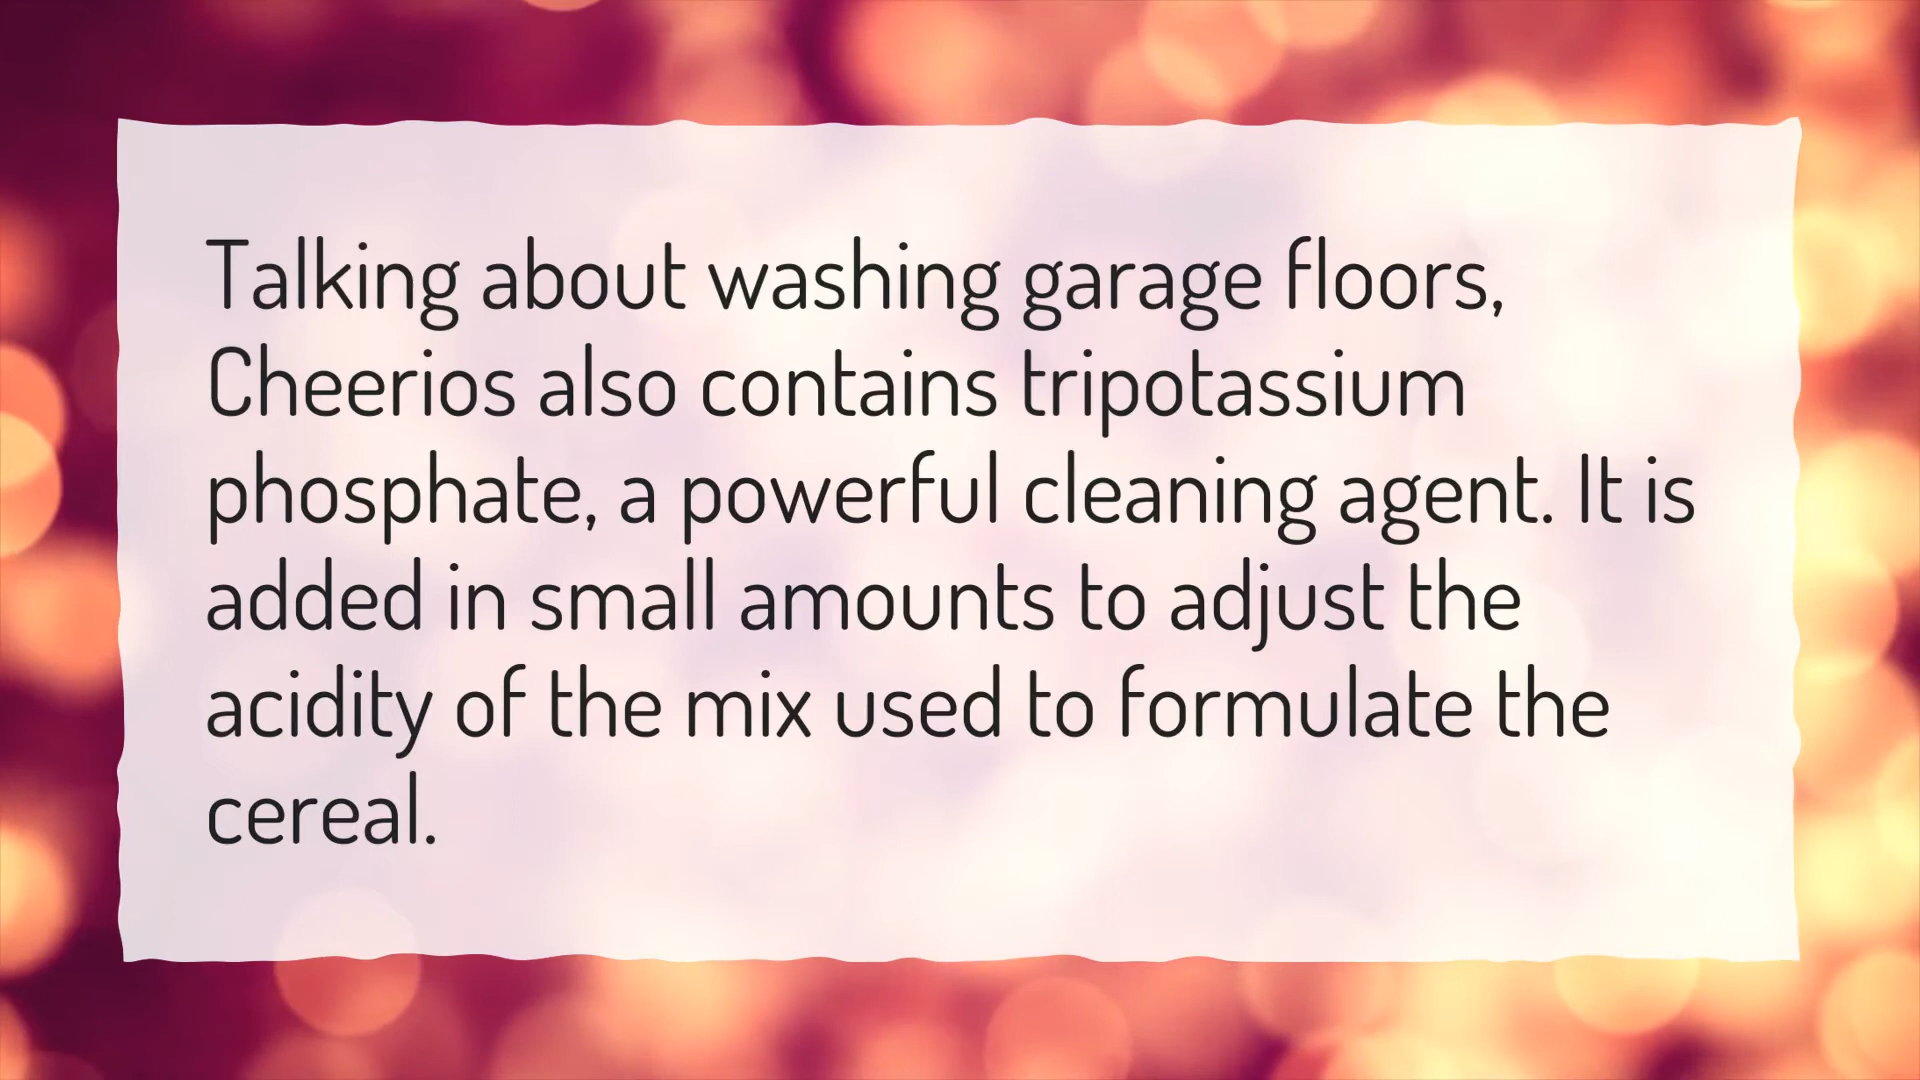 Talking about washing garage floors,
Cheerios also contains tripotassium
phosphate, a powerful cleaning agent. It is
added in small amounts to adjust the
acidity of the mix used to formulate the
cereal.